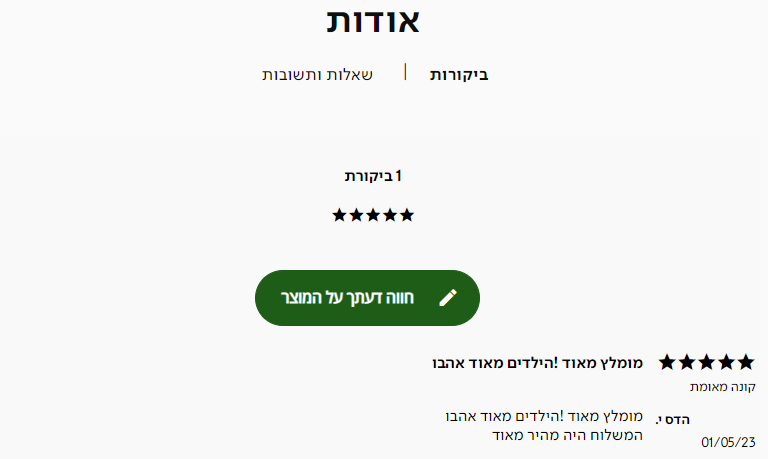 אודות
ביקורות | שאלות ותשובות
1 ביקורת
חווה דעתך על המוצר
מומלץ מאוד !הילדים מאוד אהבו
קונה מאומת
הדס י.
01/05/23
מומלץ מאוד !הילדים מאוד אהבו
המשלוח היה מהיר מאוד